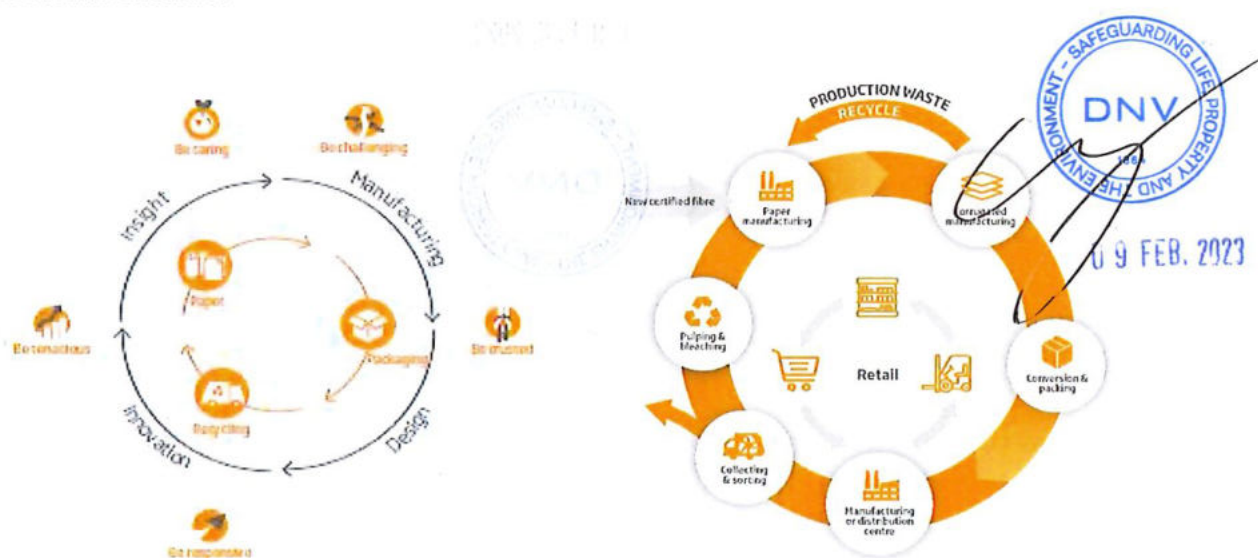 Be caring
Be challenging
Insight
Manufacturing
Paper
Packaging
Recycling
Be tenacious
Be trusted
Innovation
Design
PRODUCTION WASTE
RECYCLE
New certified fibre
Paper
manufacturing
Corrugated
manufacturing
Pulping &
bleaching
Retail
Conversion &
packing
Collecting
& sorting
Manufacturing
or distribution
centre
SAFEGUARDING LIFE, PROPERTY AND THE ENVIRONMENT -
DNV
1864
09 FEB. 2023